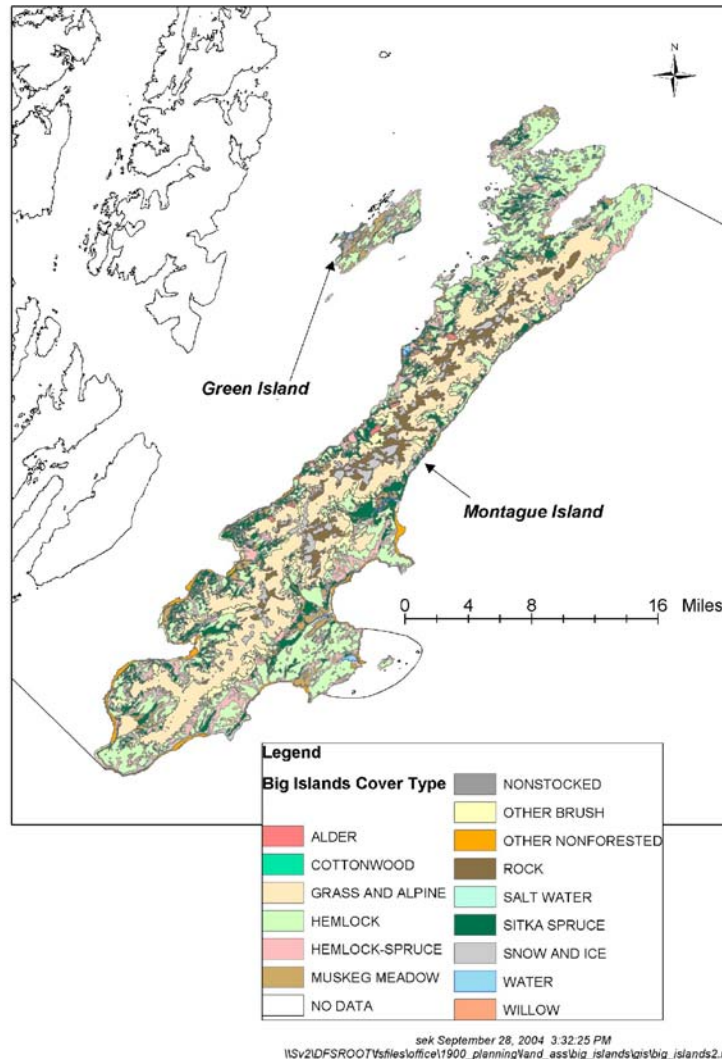 N
Green Island
Montague Island
0 4 8 12 16 Miles
Legend
Big Islands Cover Type
ALDER
COTTONWOOD
GRASS AND ALPINE
HEMLOCK
HEMLOCK-SPRUCE
MUSKEG MEADOW
NO DATA
NONSTOCKED
OTHER BRUSH
OTHER NONFORESTED
ROCK
SALT WATER
SITKA SPRUCE
SNOW AND ICE
WATER
WILLOW
sek September 28, 2004 3:32:25 PM